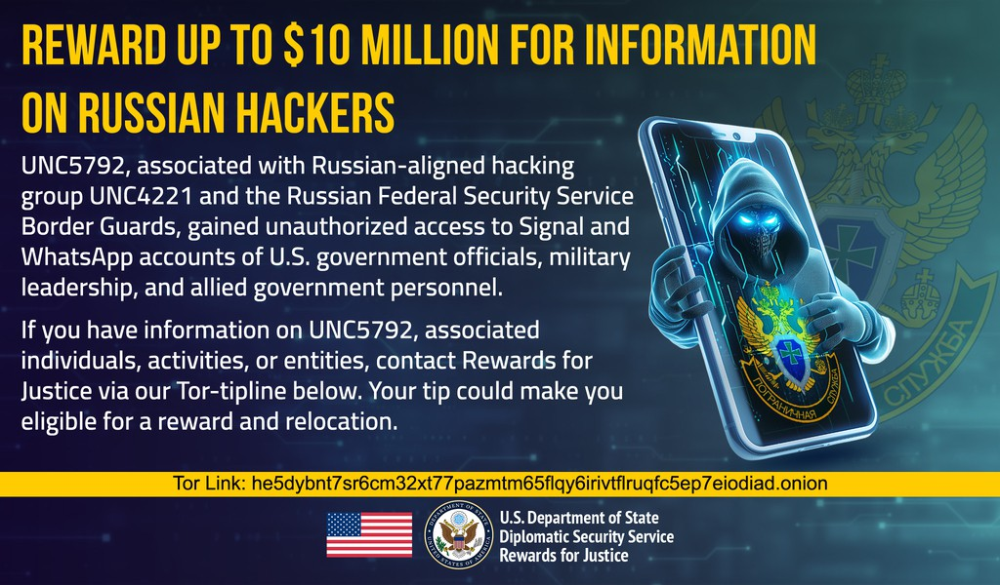 REWARD UP TO $10 MILLION FOR INFORMATION
ON RUSSIAN HACKERS
UNC5792, associated with Russian-aligned hacking
group UNC4221 and the Russian Federal Security Service
Border Guards, gained unauthorized access to Signal and
WhatsApp accounts of U.S. government officials, military
leadership, and allied government personnel.
If you have information on UNC5792, associated
individuals, activities, or entities, contact Rewards for
Justice via our Tor-tipline below. Your tip could make you
eligible for a reward and relocation.
ПОГРАНИЧНАЯ СЛУЖБА
СЛУЖБА
Tor Link: he5dybnt7sr6cm32xt77pazmtm65flqy6irivtflruqfc5ep7eiodiad.onion
DEPARTMENT OF STATE
UNITED STATES OF AMERICA
U.S. Department of State
Diplomatic Security Service
Rewards for Justice